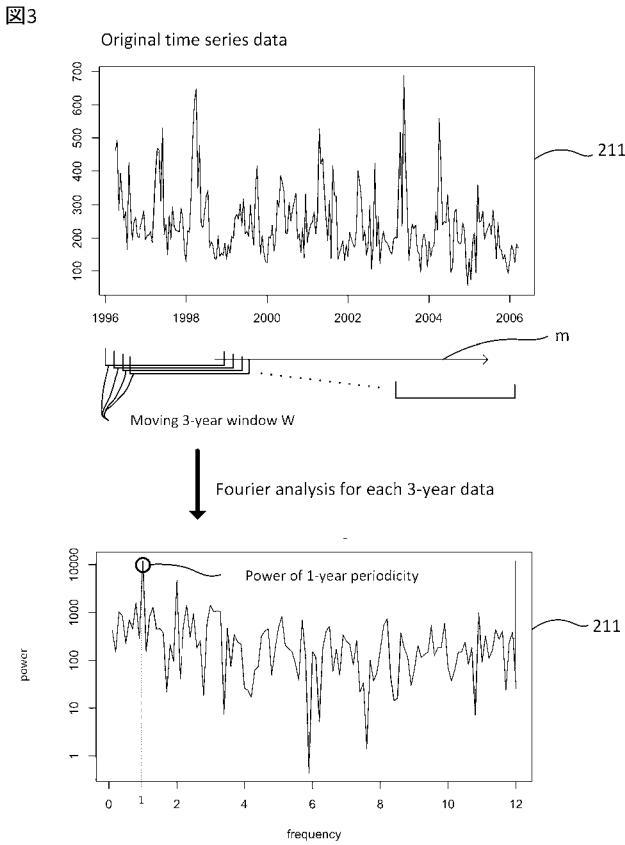 図3
Original time series data
700
600
500
400
300
200
100
211
1996 1998 2000 2002 2004 2006
m
Moving 3-year window W
Fourier analysis for each 3-year data
10000
1000
100
10
1
power
Power of 1-year periodicity
211
0 1 2 4 6 8 10 12
frequency